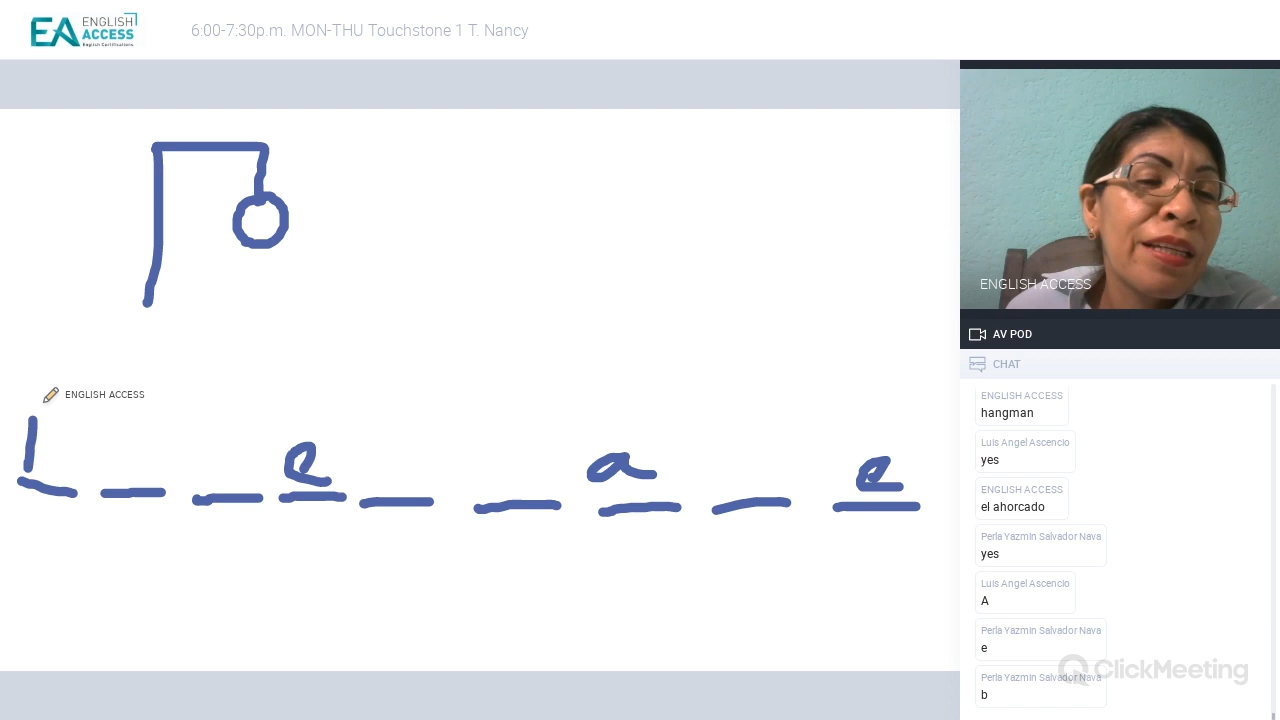 EA ENGLISH ACCESS
English Certifications
6:00-7:30p.m. MON-THU Touchstone 1 T. Nancy
ENGLISH ACCESS
l _ _ e _ _ a _ e
ENGLISH ACCESS
AV POD
CHAT
ENGLISH ACCESS
hangman
Luis Angel Ascencio
yes
ENGLISH ACCESS
el ahorcado
Perla Yazmin Salvador Nava
yes
Luis Angel Ascencio
A
Perla Yazmin Salvador Nava
e
Perla Yazmin Salvador Nava
b
ClickMeeting